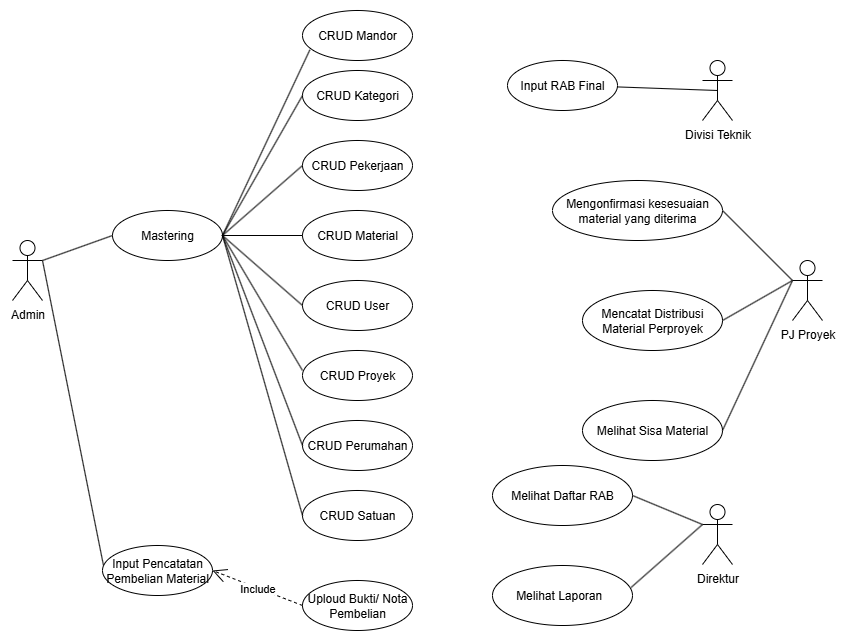 CRUD Mandor
CRUD Kategori
CRUD Pekerjaan
Mastering
CRUD Material
CRUD User
CRUD Proyek
CRUD Perumahan
CRUD Satuan
Admin
Input Pencatatan
Pembelian Material
Include
Uploud Bukti/ Nota
Pembelian
Input RAB Final
Divisi Teknik
Mengonfirmasi kesesuaian
material yang diterima
Mencatat Distribusi
Material Perproyek
PJ Proyek
Melihat Sisa Material
Melihat Daftar RAB
Direktur
Melihat Laporan